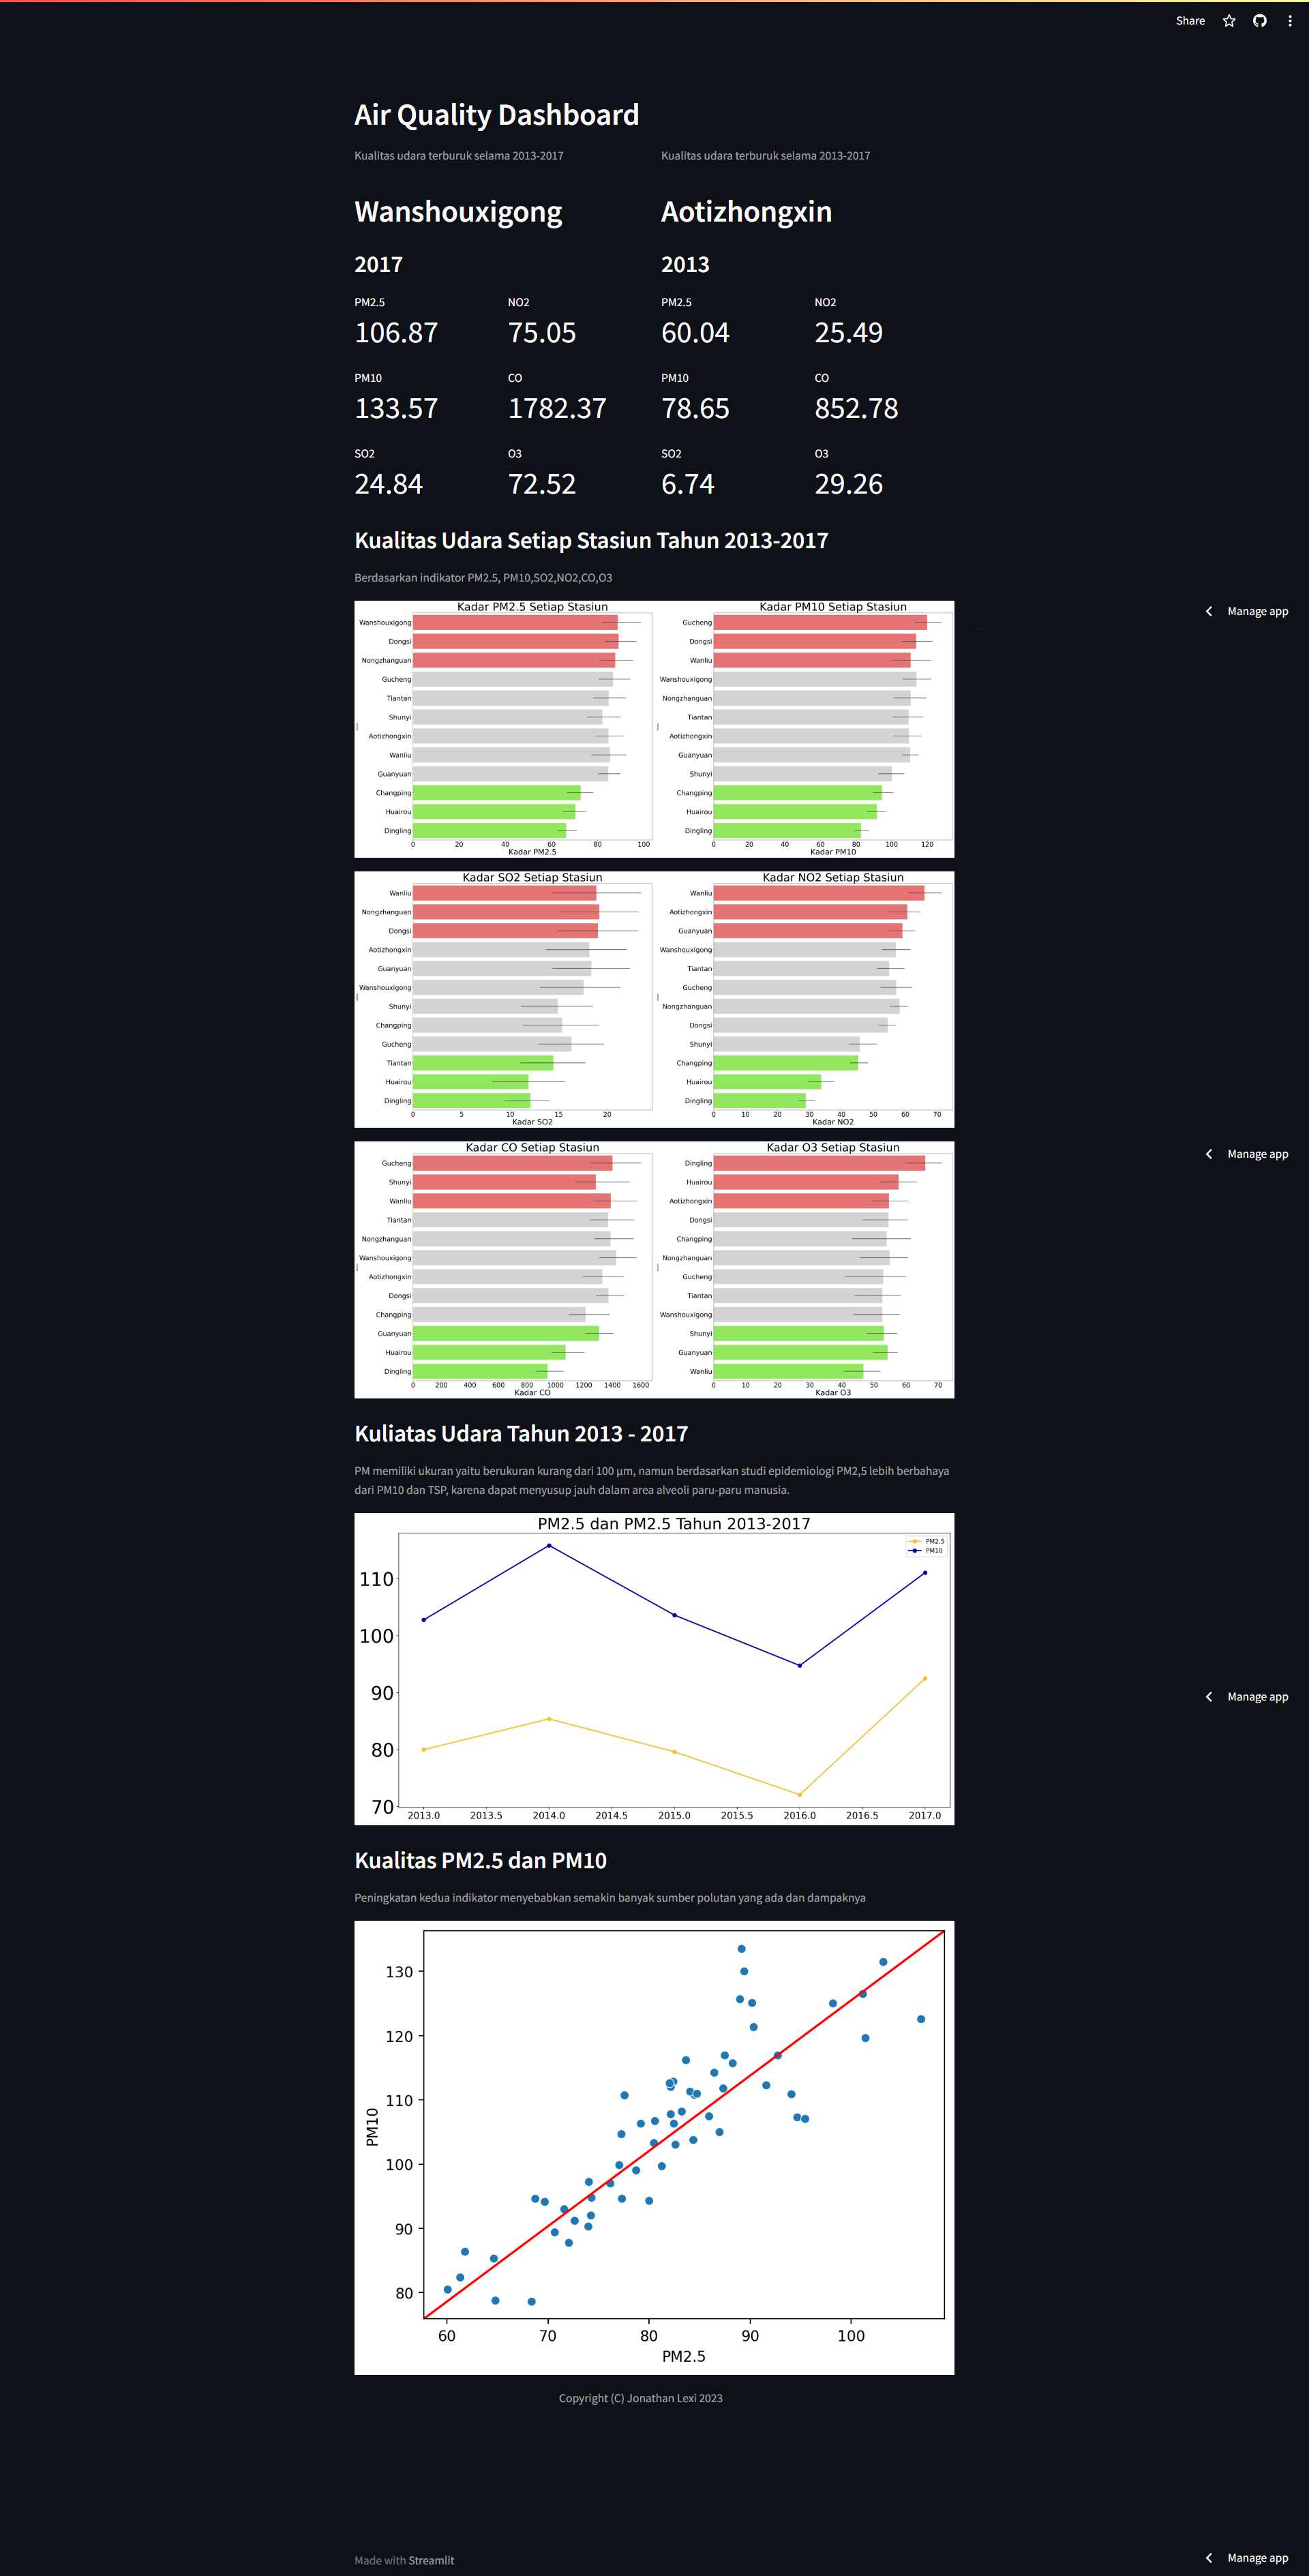 Share
Air Quality Dashboard
Kualitas udara terburuk selama 2013-2017
Kualitas udara terburuk selama 2013-2017
Wanshouxigong
Aotizhongxin
2017
2013
PM2.5
NO2
PM2.5
NO2
106.87
75.05
60.04
25.49
PM10
CO
PM10
CO
133.57
1782.37
78.65
852.78
SO2
O3
SO2
O3
24.84
72.52
6.74
29.26
Kualitas Udara Setiap Stasiun Tahun 2013-2017
Berdasarkan indikator PM2.5, PM10,SO2,NO2,CO,O3
Manage app
Kadar PM2.5 Setiap Stasiun
Wanshouxigong
Dongsi
Nongzhanguan
Gucheng
Tiantan
Shunyi
Aotizhongxin
Wanliu
Guanyuan
Changping
Huairou
Dingling
0 20 40 60 80 100
Kadar PM2.5
Kadar PM10 Setiap Stasiun
Gucheng
Dongsi
Wanliu
Wanshouxigong
Nongzhanguan
Tiantan
Aotizhongxin
Guanyuan
Shunyi
Changping
Huairou
Dingling
0 20 40 60 80 100 120
Kadar PM10
Kadar SO2 Setiap Stasiun
Wanliu
Nongzhanguan
Dongsi
Aotizhongxin
Guanyuan
Wanshouxigong
Shunyi
Changping
Gucheng
Tiantan
Huairou
Dingling
0 5 10 15 20
Kadar SO2
Kadar NO2 Setiap Stasiun
Wanliu
Aotizhongxin
Guanyuan
Wanshouxigong
Tiantan
Gucheng
Nongzhanguan
Dongsi
Shunyi
Changping
Huairou
Dingling
0 10 20 30 40 50 60 70
Kadar NO2
Kadar CO Setiap Stasiun
Gucheng
Shunyi
Wanliu
Tiantan
Nongzhanguan
Wanshouxigong
Aotizhongxin
Dongsi
Changping
Guanyuan
Huairou
Dingling
0 200 400 600 800 1000 1200 1400 1600
Kadar CO
Kadar O3 Setiap Stasiun
Dingling
Huairou
Aotizhongxin
Dongsi
Changping
Nongzhanguan
Gucheng
Tiantan
Wanshouxigong
Shunyi
Guanyuan
Wanliu
0 10 20 30 40 50 60 70
Kadar O3
Manage app
Kuliatas Udara Tahun 2013 - 2017
PM memiliki ukuran yaitu berukuran kurang dari 100 µm, namun berdasarkan studi epidemiologi PM2,5 lebih berbahaya
dari PM10 dan TSP, karena dapat menyusup jauh dalam area alveoli paru-paru manusia.
PM2.5 dan PM2.5 Tahun 2013-2017
PM2.5
PM10
110
100
90
80
70
2013.0 2013.5 2014.0 2014.5 2015.0 2015.5 2016.0 2016.5 2017.0
Manage app
Kualitas PM2.5 dan PM10
Peningkatan kedua indikator menyebabkan semakin banyak sumber polutan yang ada dan dampaknya
130
120
110
100
90
80
PM10
60 70 80 90 100
PM2.5
Copyright (C) Jonathan Lexi 2023
Made with Streamlit
Manage app